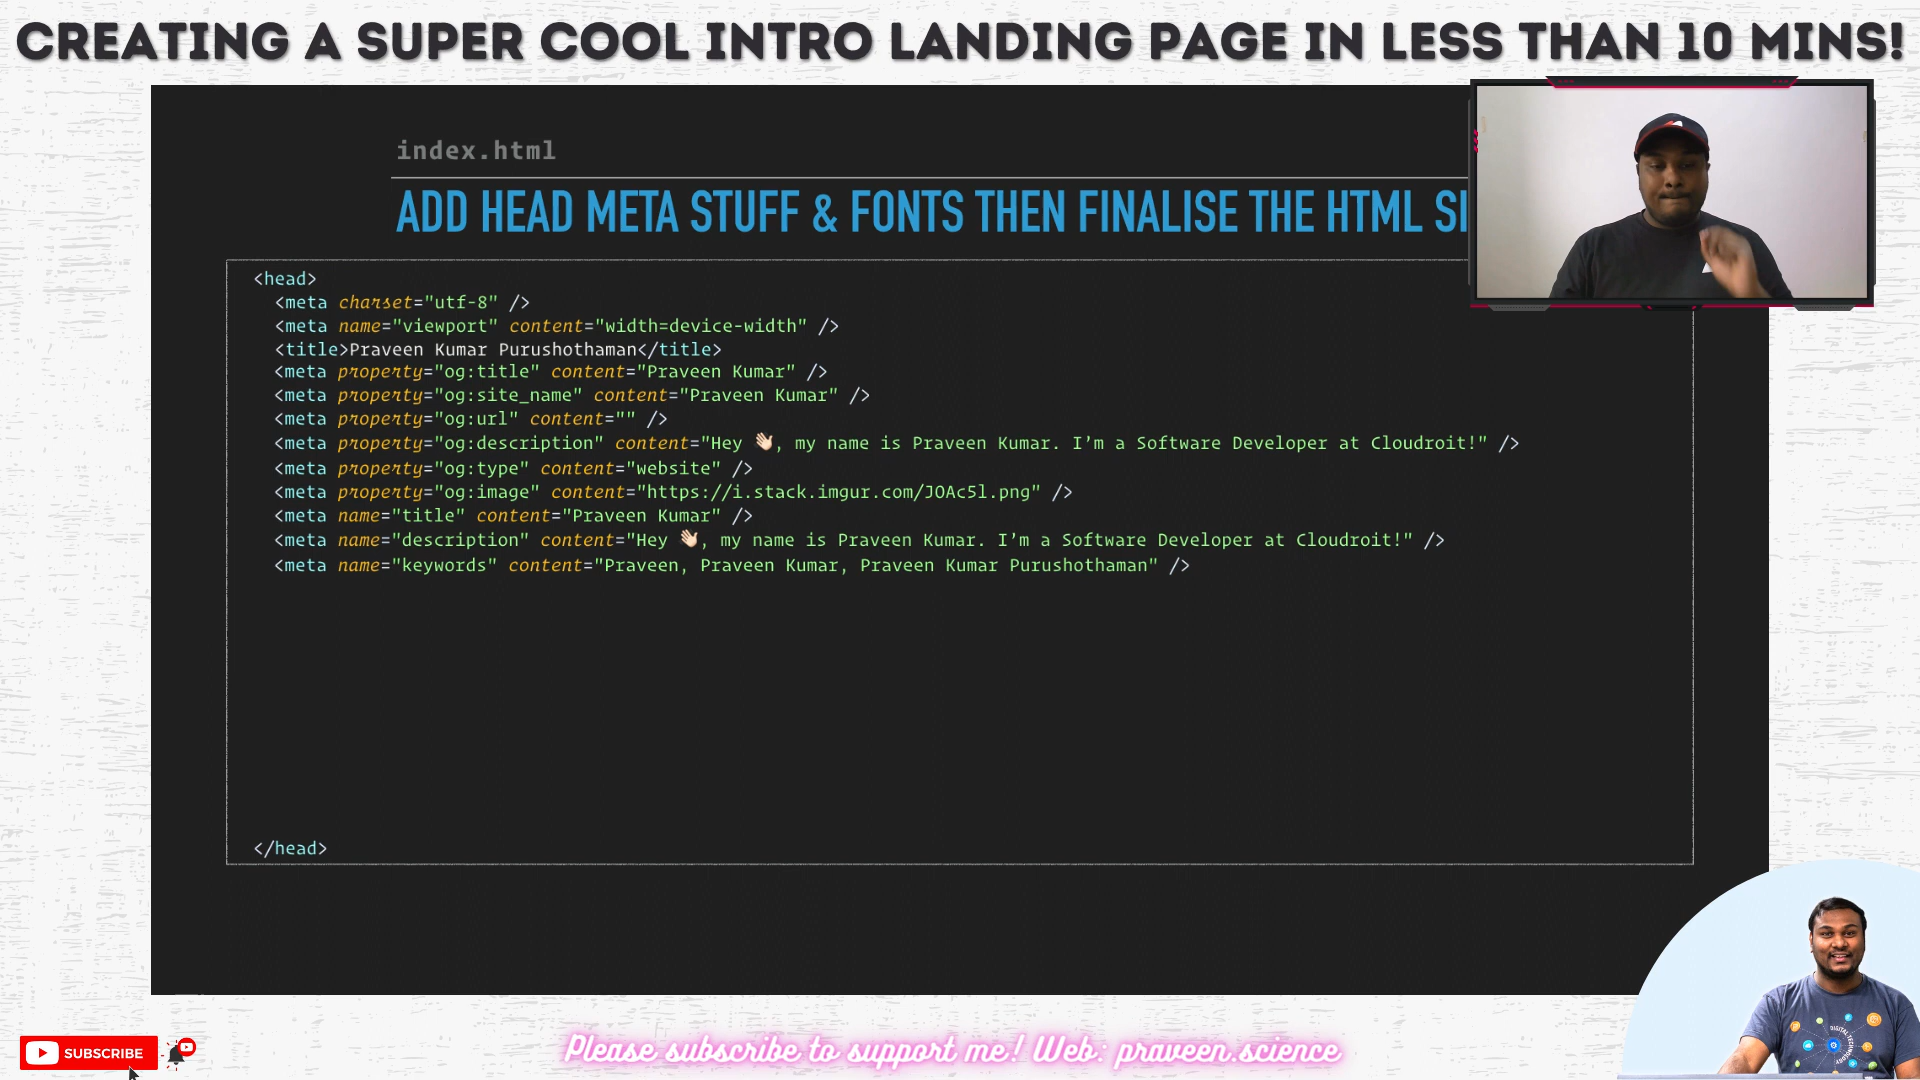 CREATING A SUPER COOL INTRO LANDING PAGE IN LESS THAN 10 MINS!
index.html
ADD HEAD META STUFF & FONTS THEN FINALISE THE HTML
<head>
<meta charset="utf-8" />
<meta name="viewport" content="width=device-width" />
<title>Praveen Kumar Purushothaman</title>
<meta property="og:title" content="Praveen Kumar" />
<meta property="og:site_name" content="Praveen Kumar" />
<meta property="og:url" content="" />
<meta property="og:description" content="Hey 👋🏻, my name is Praveen Kumar. I’m a Software Developer at Cloudroit!" />
<meta property="og:type" content="website" />
<meta property="og:image" content="https://i.stack.imgur.com/JOAc5l.png" />
<meta name="title" content="Praveen Kumar" />
<meta name="description" content="Hey 👋🏻, my name is Praveen Kumar. I’m a Software Developer at Cloudroit!" />
<meta name="keywords" content="Praveen, Praveen Kumar, Praveen Kumar Purushothaman" />
</head>
DIGITAL
TECHNOLOGY
SUBSCRIBE
Please subscribe to support me! Web: praveen.science